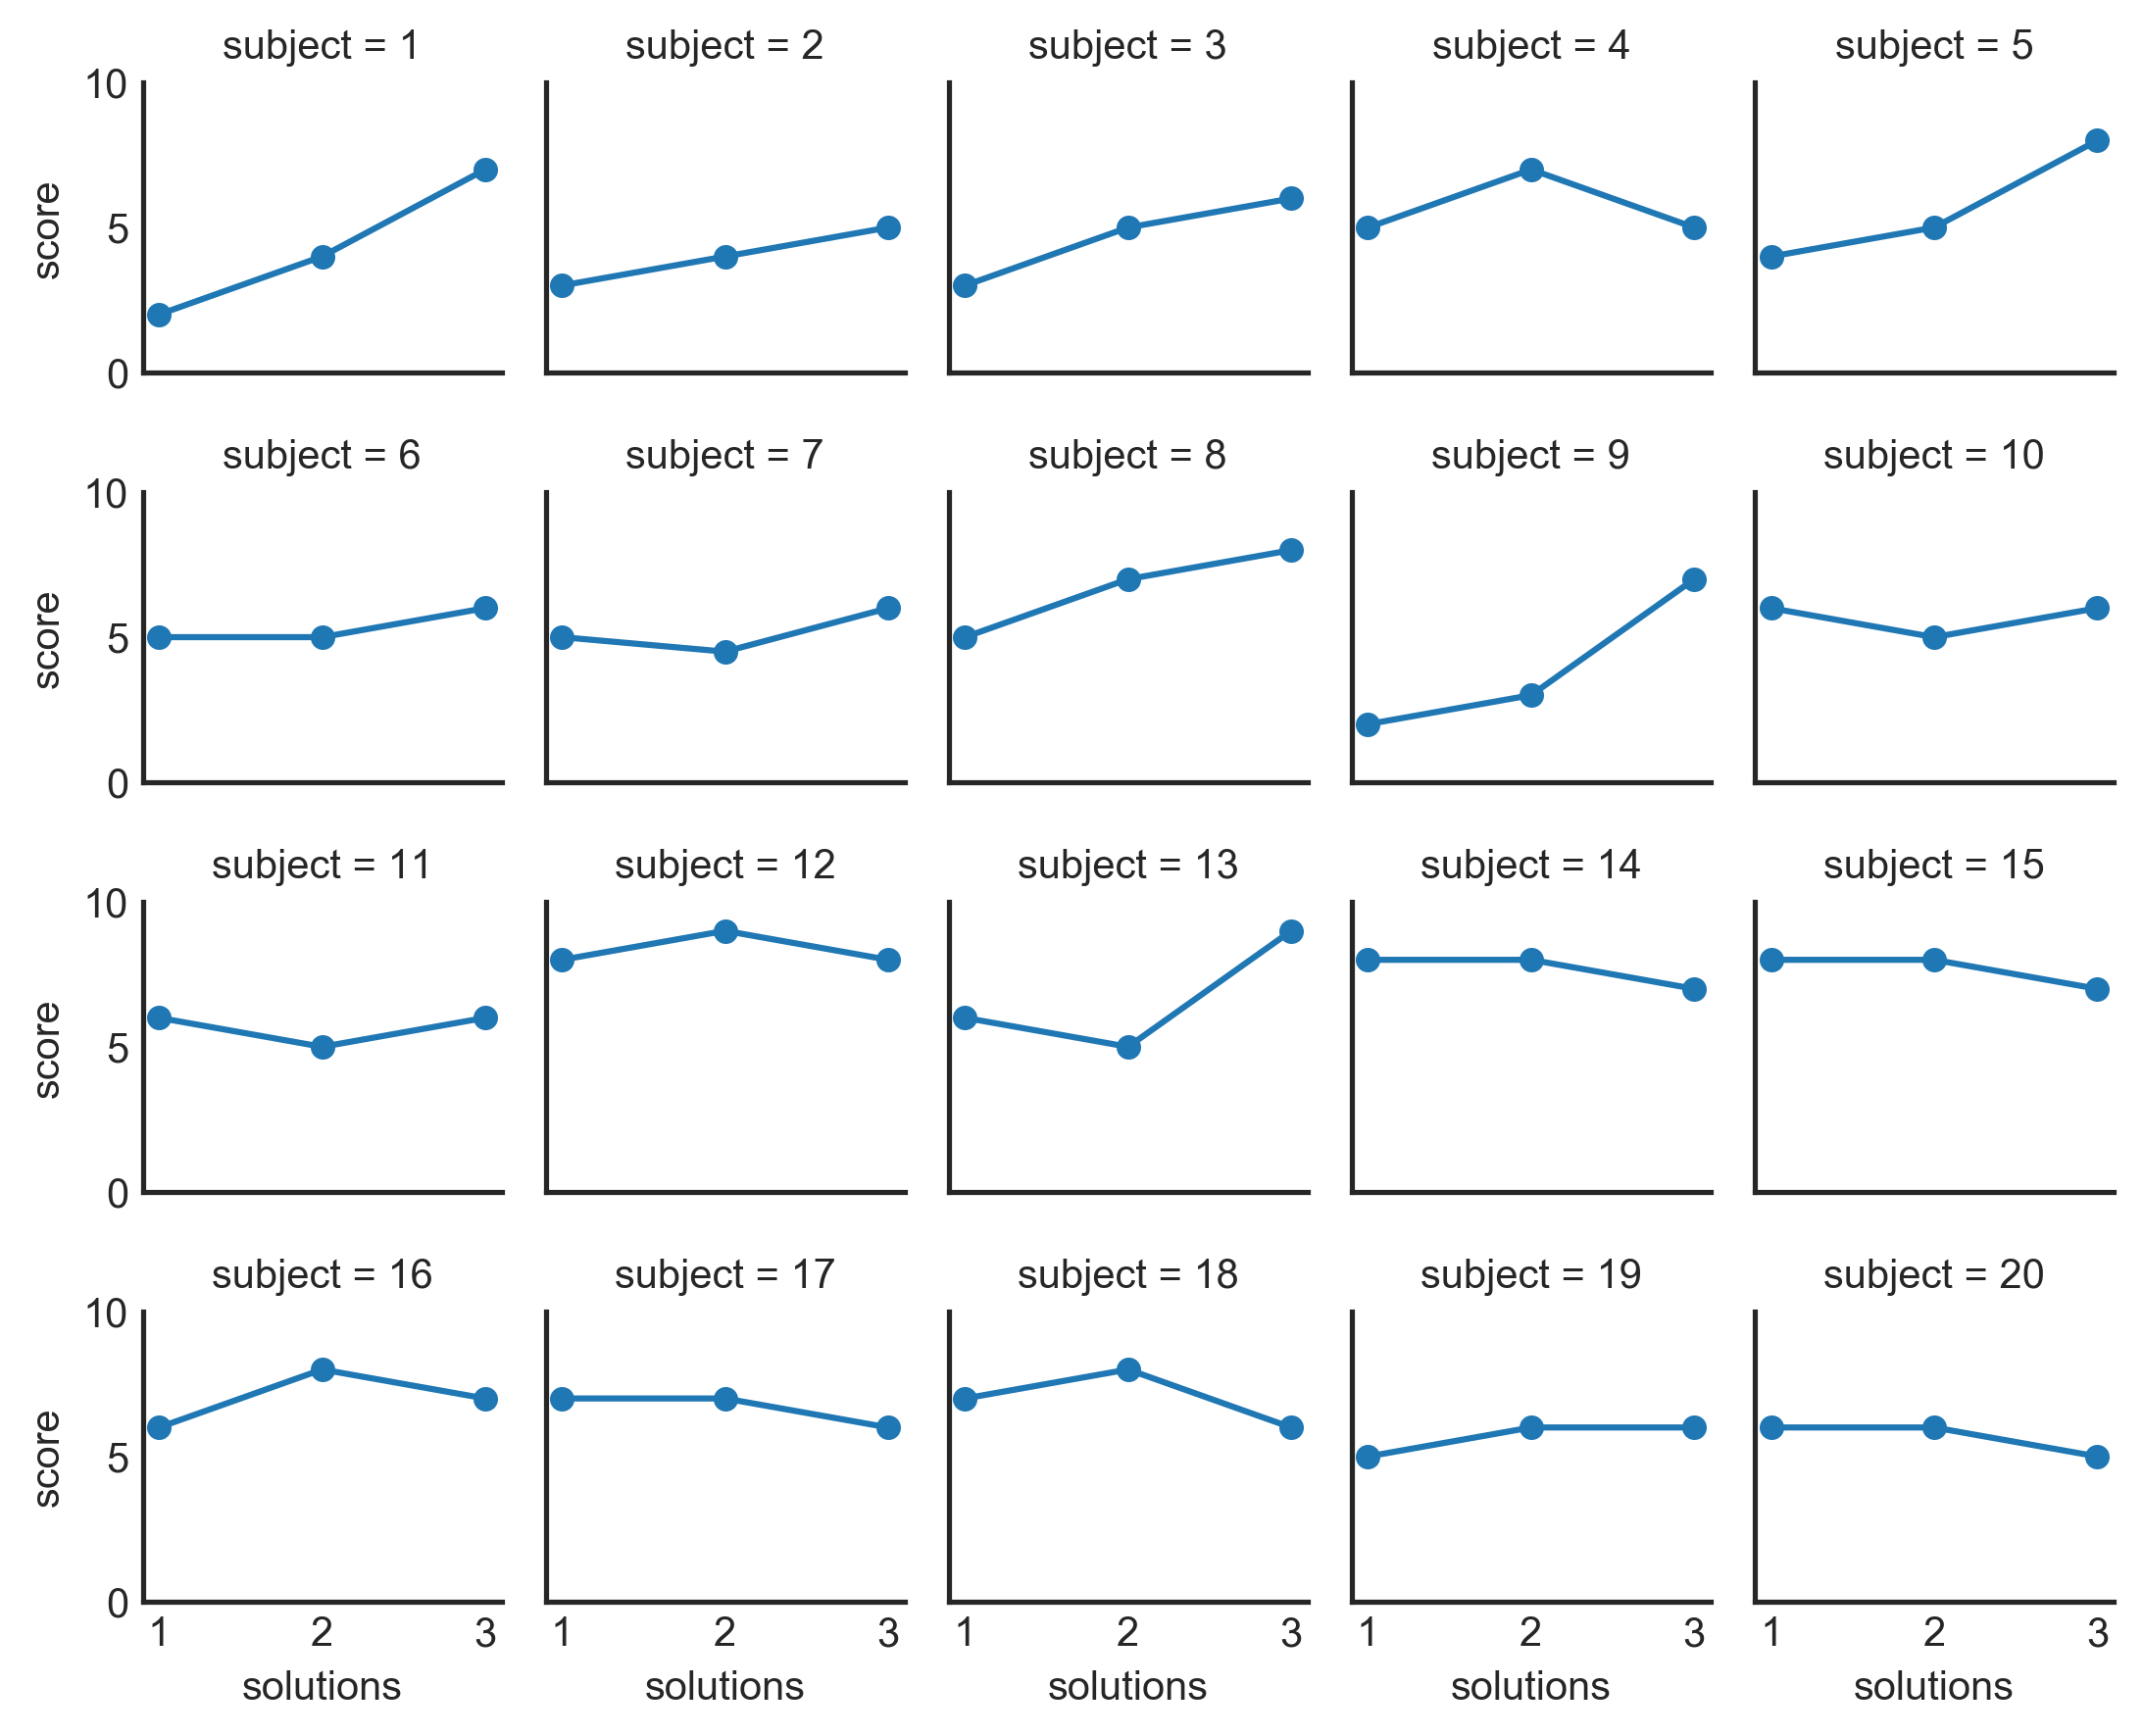 subject = 1
subject = 2
subject = 3
subject = 4
subject = 5
10
5
0
score
subject = 6
subject = 7
subject = 8
subject = 9
subject = 10
10
5
0
score
subject = 11
subject = 12
subject = 13
subject = 14
subject = 15
10
5
0
score
subject = 16
subject = 17
subject = 18
subject = 19
subject = 20
10
5
0
score
1 2 3
1 2 3
1 2 3
1 2 3
1 2 3
solutions
solutions
solutions
solutions
solutions